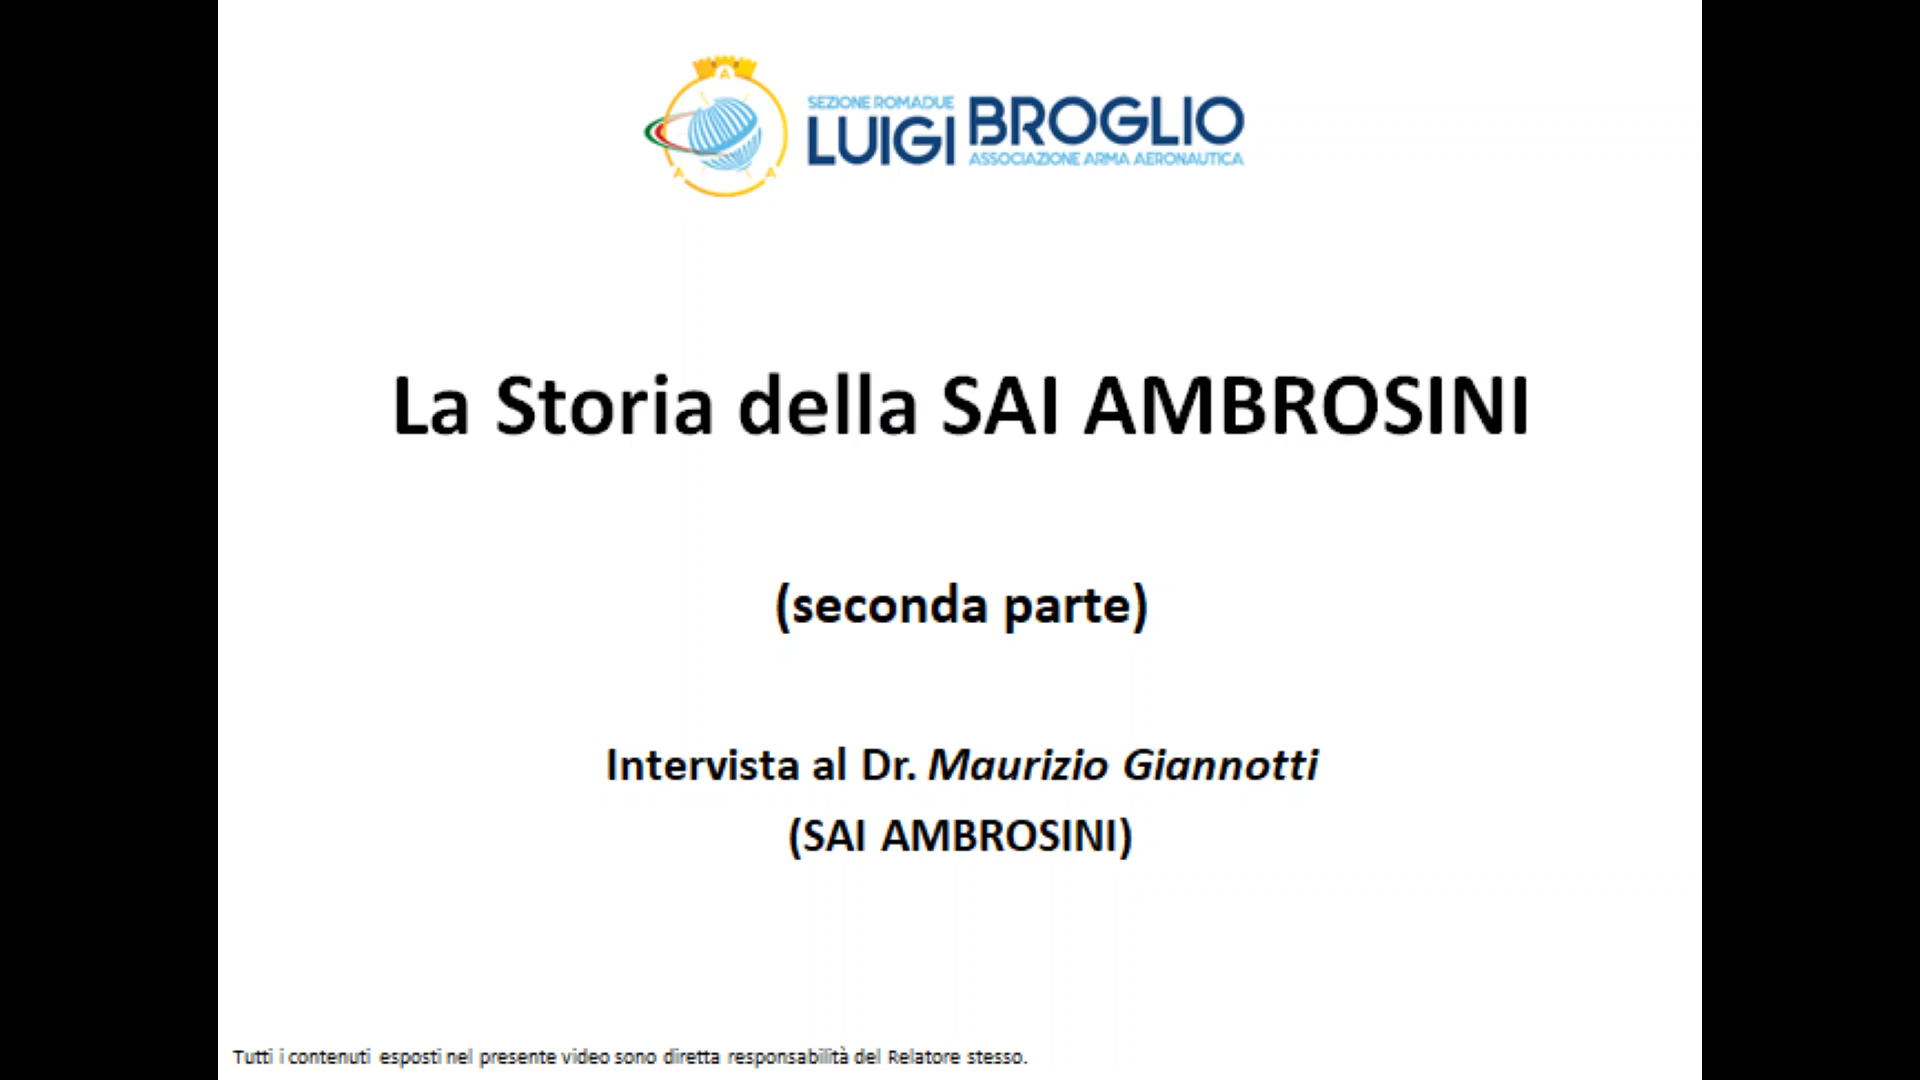 SEZIONE ROMADUE
LUIGI BROGLIO
ASSOCIAZIONE ARMA AERONAUTICA
La Storia della SAI AMBROSINI
(seconda parte)
Intervista al Dr. Maurizio Giannotti
(SAI AMBROSINI)
Tutti i contenuti esposti nel presente video sono diretta responsabilità del Relatore stesso.